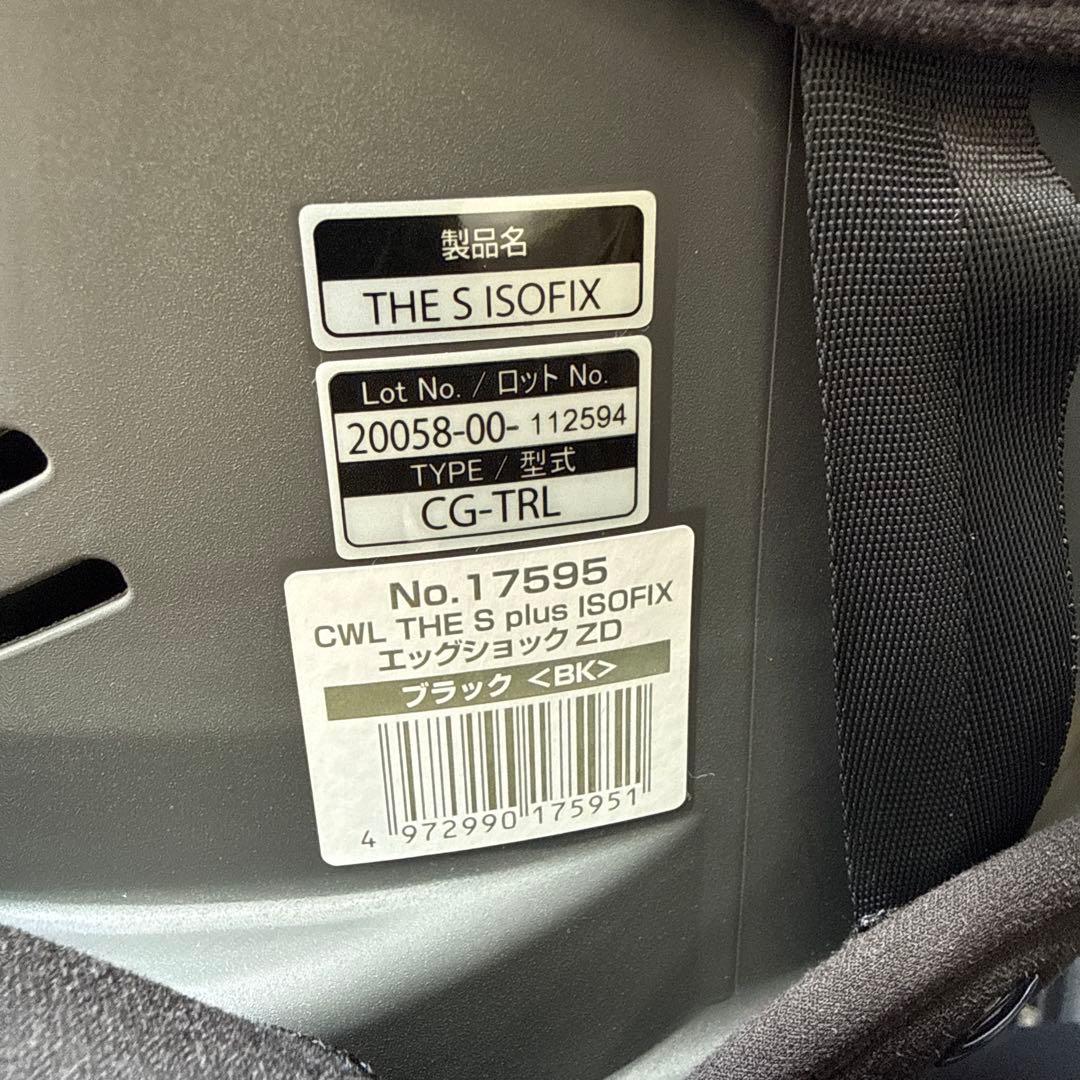 製品名
THE S ISOFIX
Lot No. / ロット No.
20058-00- 112594
TYPE / 型式
CG-TRL
No.17595
CWL THE S plus ISOFIX
エッグショック ZD
ブラック <BK>
4 972990 175951